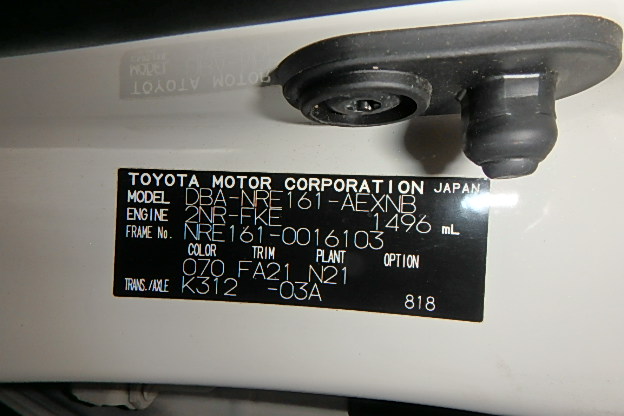 TOYOTA MOTOR CORPORATION JAPAN
MODEL DBA-NRE161-AEXNB
ENGINE 2NR-FKE 1496 mL
FRAME No. NRE161-0016103
COLOR TRIM PLANT OPTION
070 FA21 N21
TRANS./AXLE K312 -03A
818